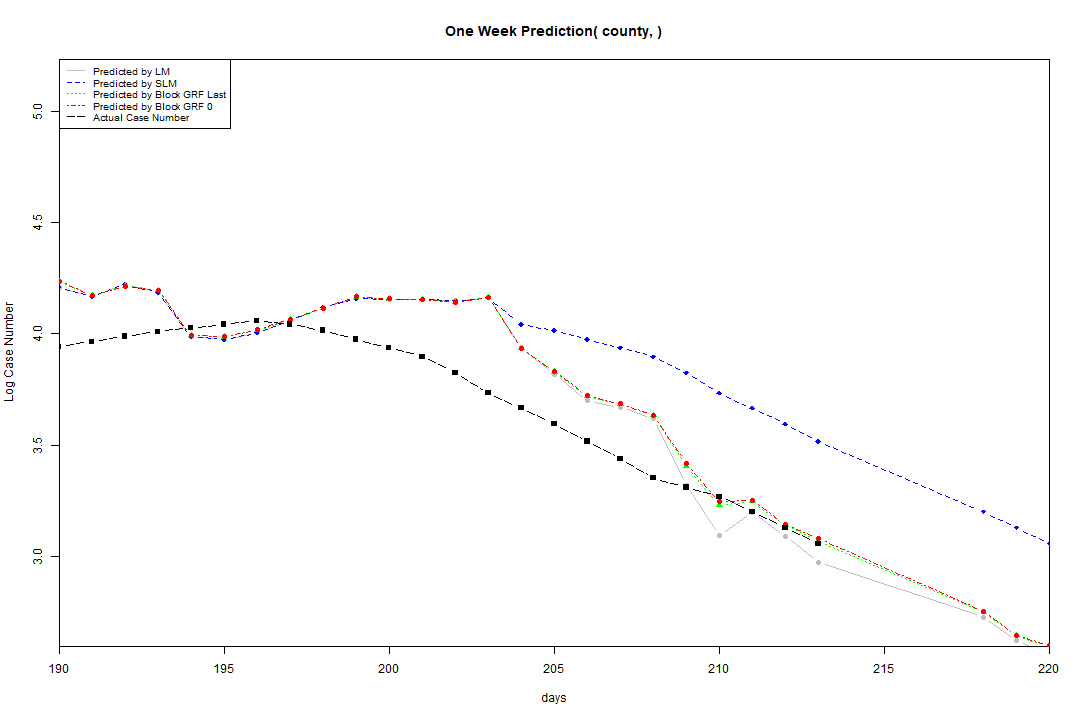 One Week Prediction( county, )
Predicted by LM
Predicted by SLM
Predicted by Block GRF Last
Predicted by Block GRF 0
Actual Case Number
Log Case Number
5.0
4.5
4.0
3.5
3.0
190 195 200 205 210 215 220
days